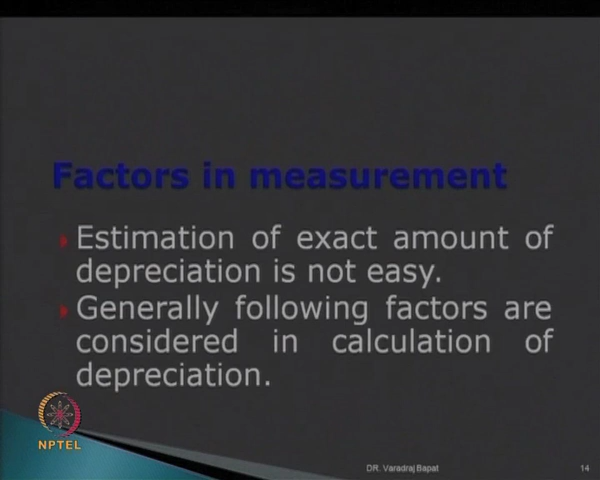 Factors in measurement
Estimation of exact amount of
depreciation is not easy.
Generally following factors are
considered in calculation of
depreciation.
NPTEL
DR. Varadraj Bapat
14